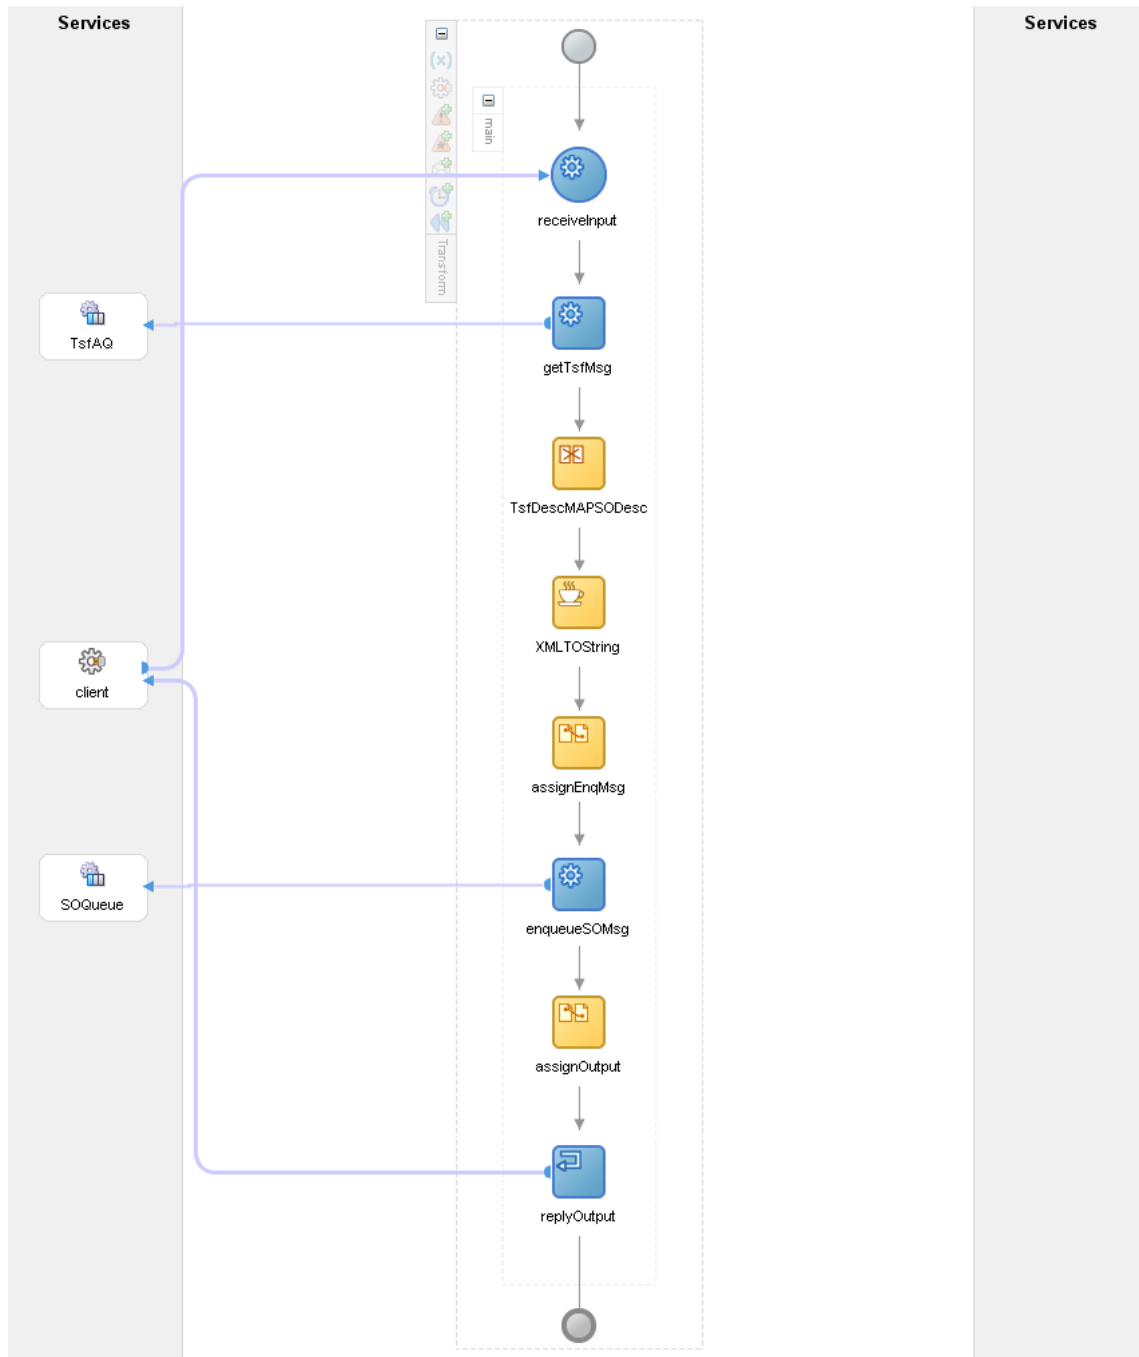 Services
Services
(x)
main
receiveInput
Transform
TsfAQ
getTsfMsg
TsfDescMAPSODesc
XMLTOString
client
assignEnqMsg
SOQueue
enqueueSOMsg
assignOutput
replyOutput